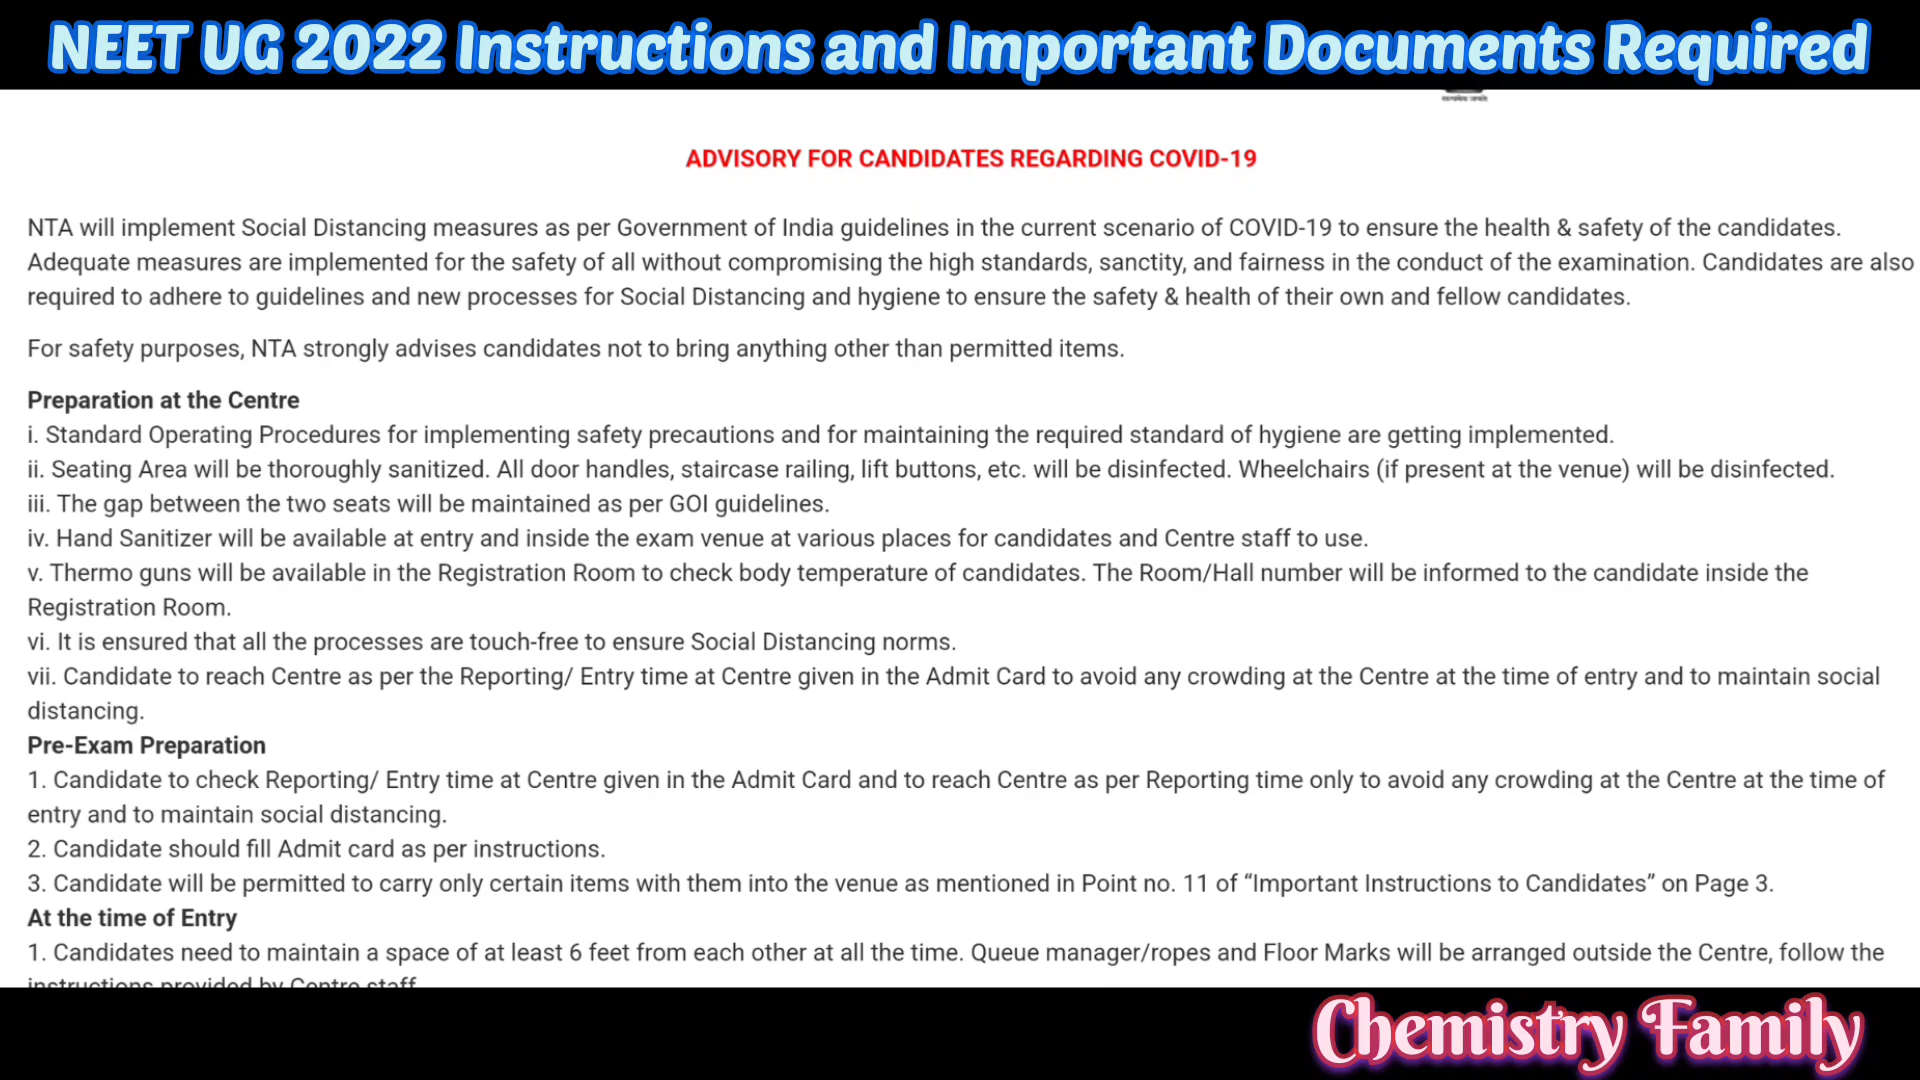 NEET UG 2022 Instructions and Important Documents Required
ADVISORY FOR CANDIDATES REGARDING COVID-19
NTA will implement Social Distancing measures as per Government of India guidelines in the current scenario of COVID-19 to ensure the health & safety of the candidates.
Adequate measures are implemented for the safety of all without compromising the high standards, sanctity, and fairness in the conduct of the examination. Candidates are also
required to adhere to guidelines and new processes for Social Distancing and hygiene to ensure the safety & health of their own and fellow candidates.
For safety purposes, NTA strongly advises candidates not to bring anything other than permitted items.
Preparation at the Centre
i. Standard Operating Procedures for implementing safety precautions and for maintaining the required standard of hygiene are getting implemented.
ii. Seating Area will be thoroughly sanitized. All door handles, staircase railing, lift buttons, etc. will be disinfected. Wheelchairs (if present at the venue) will be disinfected.
iii. The gap between the two seats will be maintained as per GOI guidelines.
iv. Hand Sanitizer will be available at entry and inside the exam venue at various places for candidates and Centre staff to use.
v. Thermo guns will be available in the Registration Room to check body temperature of candidates. The Room/Hall number will be informed to the candidate inside the
Registration Room.
vi. It is ensured that all the processes are touch-free to ensure Social Distancing norms.
vii. Candidate to reach Centre as per the Reporting/ Entry time at Centre given in the Admit Card to avoid any crowding at the Centre at the time of entry and to maintain social
distancing.
Pre-Exam Preparation
1. Candidate to check Reporting/ Entry time at Centre given in the Admit Card and to reach Centre as per Reporting time only to avoid any crowding at the Centre at the time of
entry and to maintain social distancing.
2. Candidate should fill Admit card as per instructions.
3. Candidate will be permitted to carry only certain items with them into the venue as mentioned in Point no. 11 of “Important Instructions to Candidates” on Page 3.
At the time of Entry
1. Candidates need to maintain a space of at least 6 feet from each other at all the time. Queue manager/ropes and Floor Marks will be arranged outside the Centre, follow the
instructions provided by Centre staff
Chemistry Family